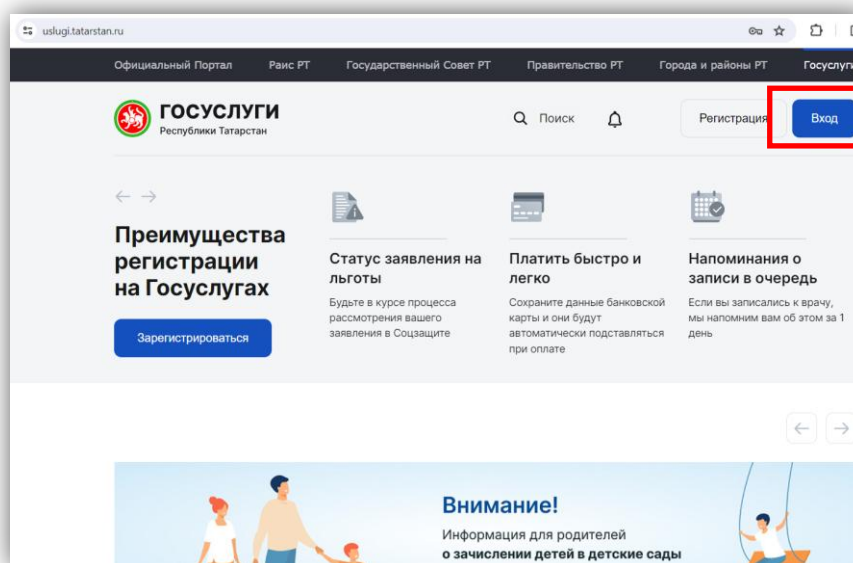 uslugi.tatarstan.ru
Официальный Портал Раис РТ Государственный Совет РТ Правительство РТ Города и районы РТ Госуслуги
ГОСУСЛУГИ
Республики Татарстан
Поиск Регистрация Вход
Преимущества
регистрации
на Госуслугах
Зарегистрироваться
Статус заявления на
льготы
Будьте в курсе процесса
рассмотрения вашего
заявления в Соцзащите
Платить быстро и
легко
Сохраните данные банковской
карты и они будут
автоматически подставляться
при оплате
Напоминания о
записи в очередь
Если вы записались к врачу,
мы напомним вам об этом за 1
день
Внимание!
Информация для родителей
о зачислении детей в детские сады